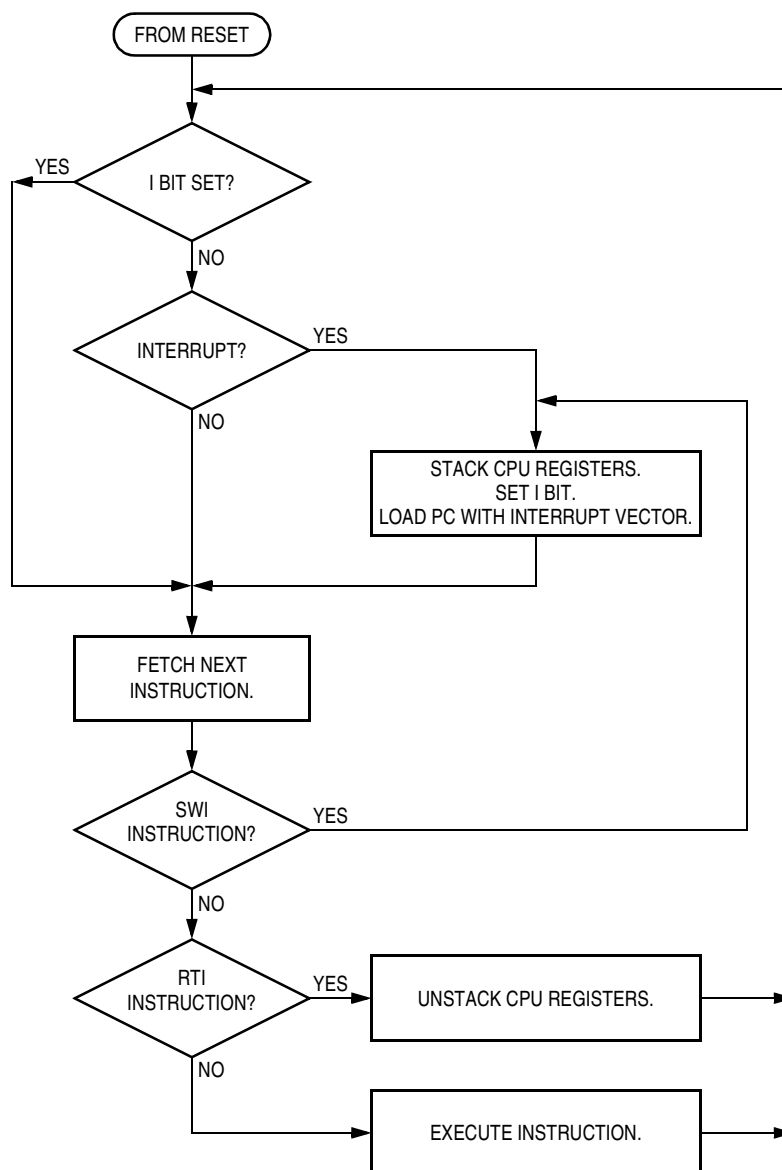 FROM RESET
YES
I BIT SET?
NO
INTERRUPT?
YES
NO
STACK CPU REGISTERS.
SET I BIT.
LOAD PC WITH INTERRUPT VECTOR.
FETCH NEXT
INSTRUCTION.
SWI
INSTRUCTION?
YES
NO
RTI
INSTRUCTION?
YES
UNSTACK CPU REGISTERS.
NO
EXECUTE INSTRUCTION.